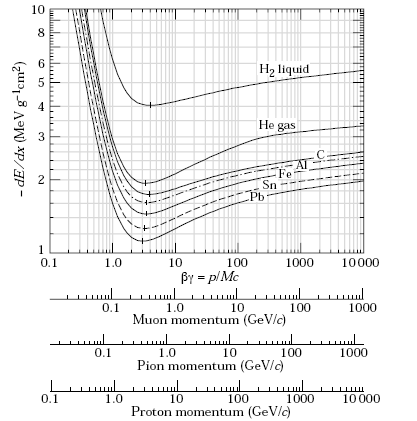 10
8
6
5
4
3
2
1
− dE/dx (MeV g⁻¹cm²)
H₂ liquid
He gas
C
Al
Fe
Sn
Pb
0.1 1.0 10 100 1000 10 000
βγ = p/Mc
0.1 1.0 10 100 1000
Muon momentum (GeV/c)
0.1 1.0 10 100 1000
Pion momentum (GeV/c)
0.1 1.0 10 100 1000 10 000
Proton momentum (GeV/c)